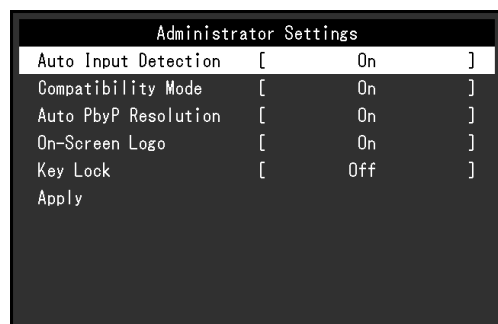 Administrator Settings
Auto Input Detection [ On ]
Compatibility Mode [ On ]
Auto PbyP Resolution [ On ]
On-Screen Logo [ On ]
Key Lock [ Off ]
Apply